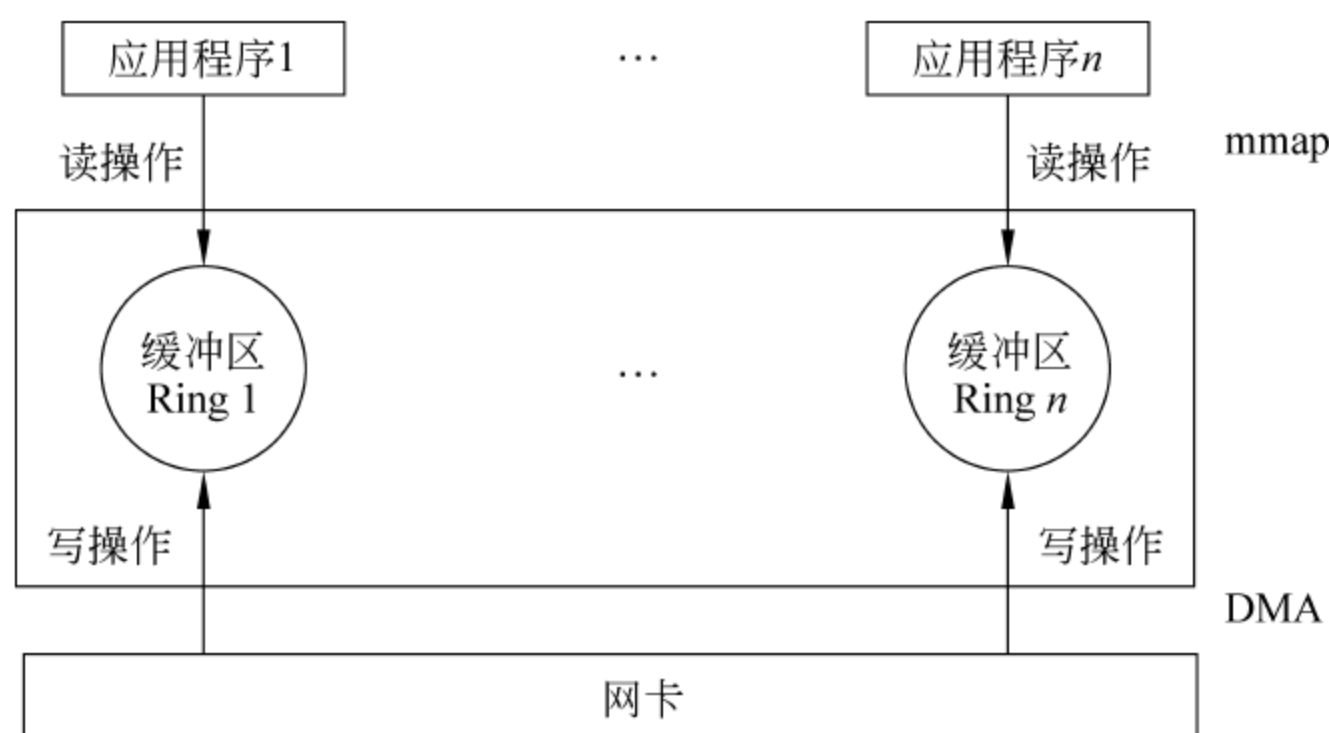 应用程序1
…
应用程序n
读操作
读操作
mmap
缓冲区
Ring 1
…
缓冲区
Ring n
写操作
写操作
DMA
网卡